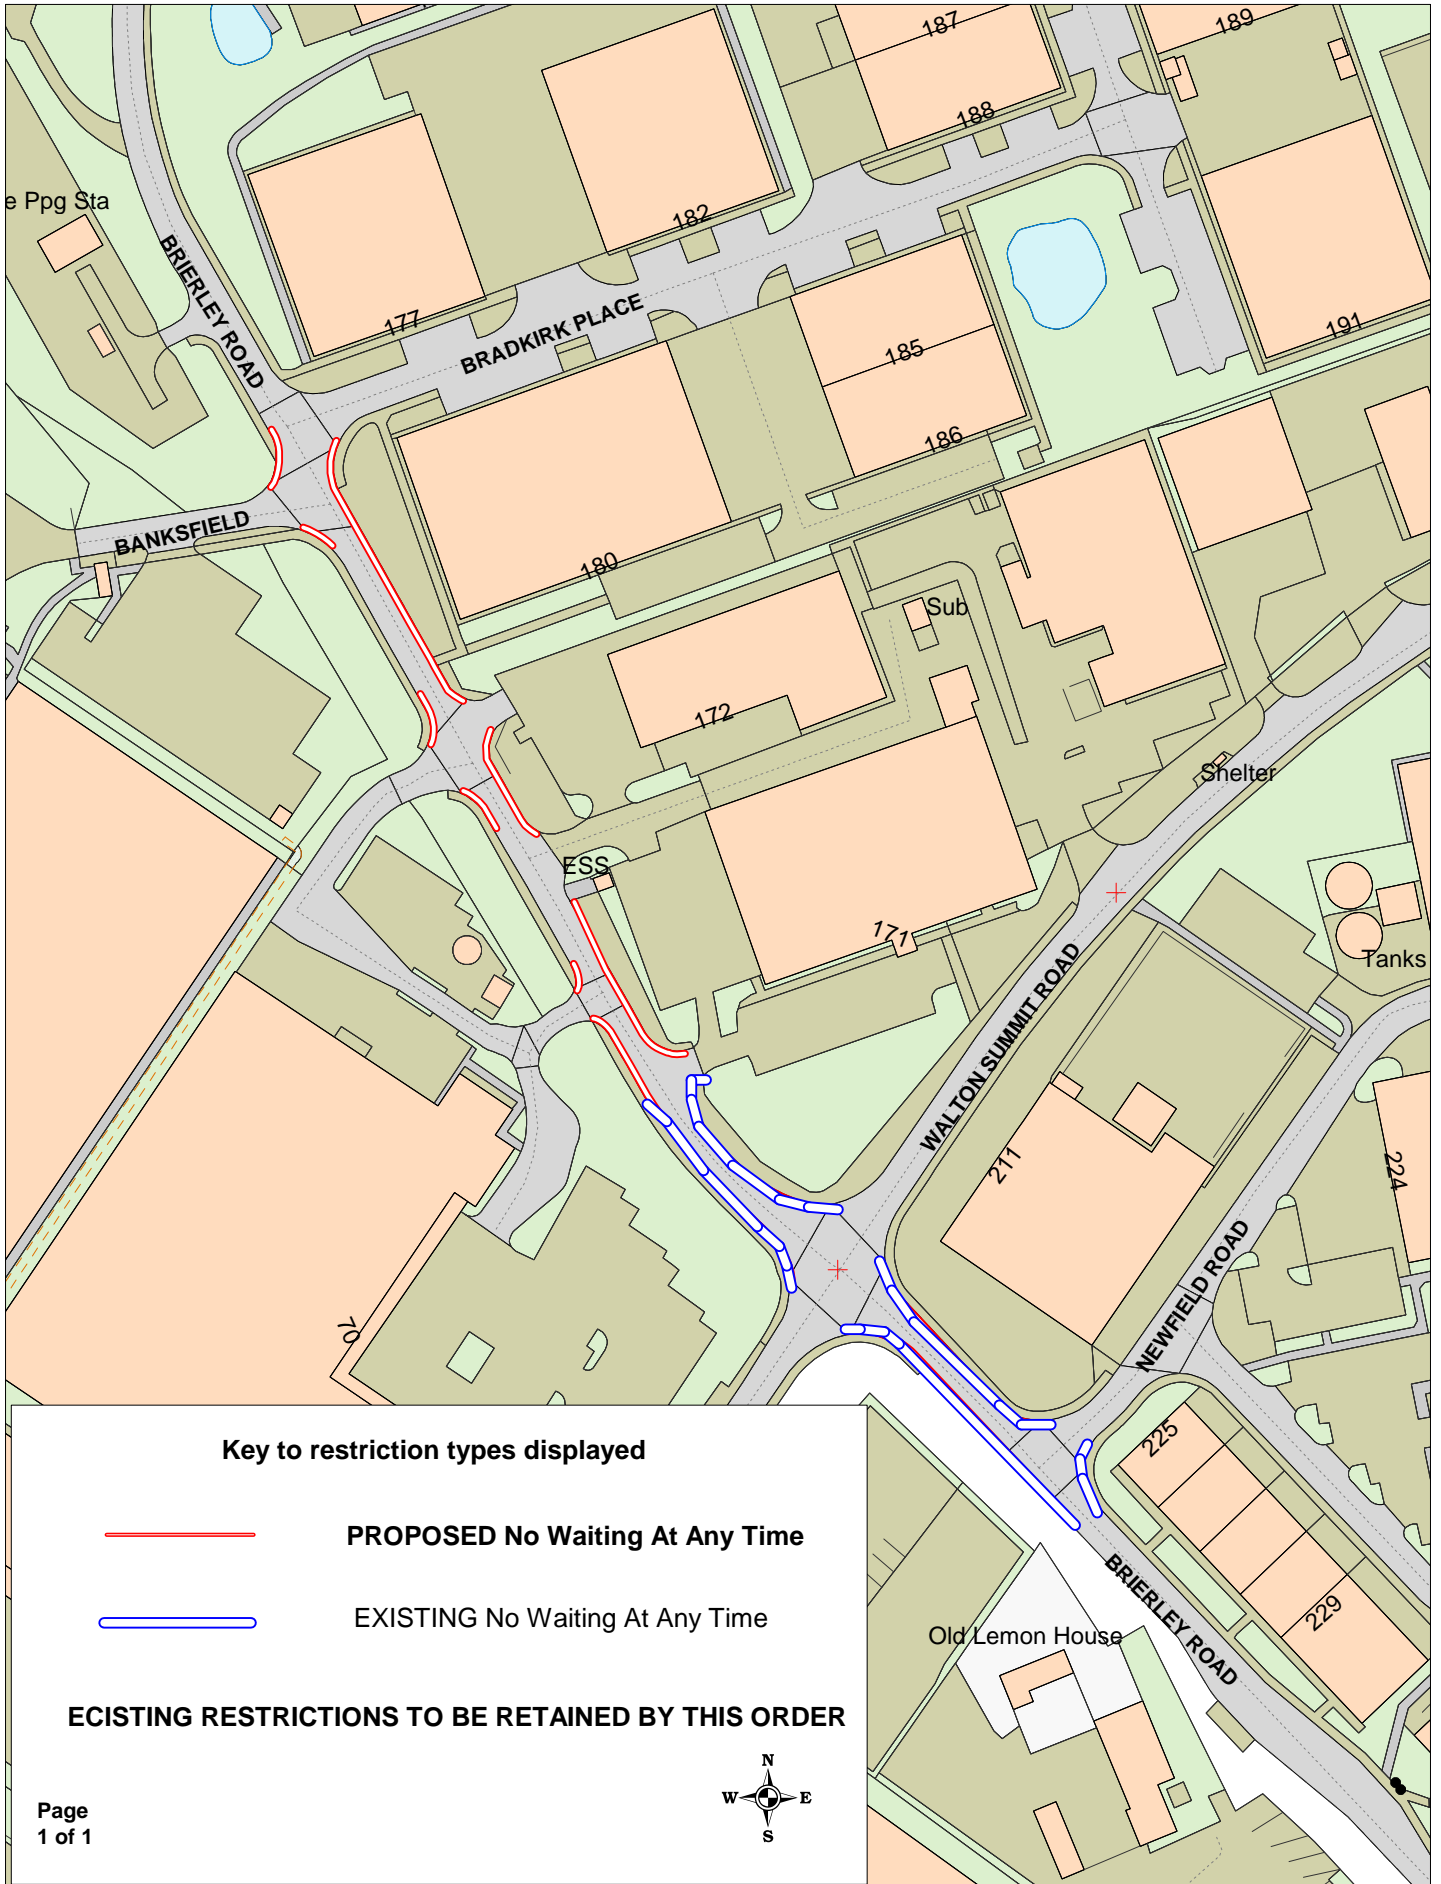 187
189
188
e Ppg Sta
182
BRIERLEY ROAD
177
BRADKIRK PLACE
191
185
186
BANKSFIELD
180
Sub
172
Shelter
ESS
171
Tanks
WALTON SUMMIT ROAD
211
224
NEWFIELD ROAD
70
225
Key to restriction types displayed
PROPOSED No Waiting At Any Time
EXISTING No Waiting At Any Time
BRIERLEY ROAD
229
Old Lemon House
ECISTING RESTRICTIONS TO BE RETAINED BY THIS ORDER
N
W E
S
Page
1 of 1